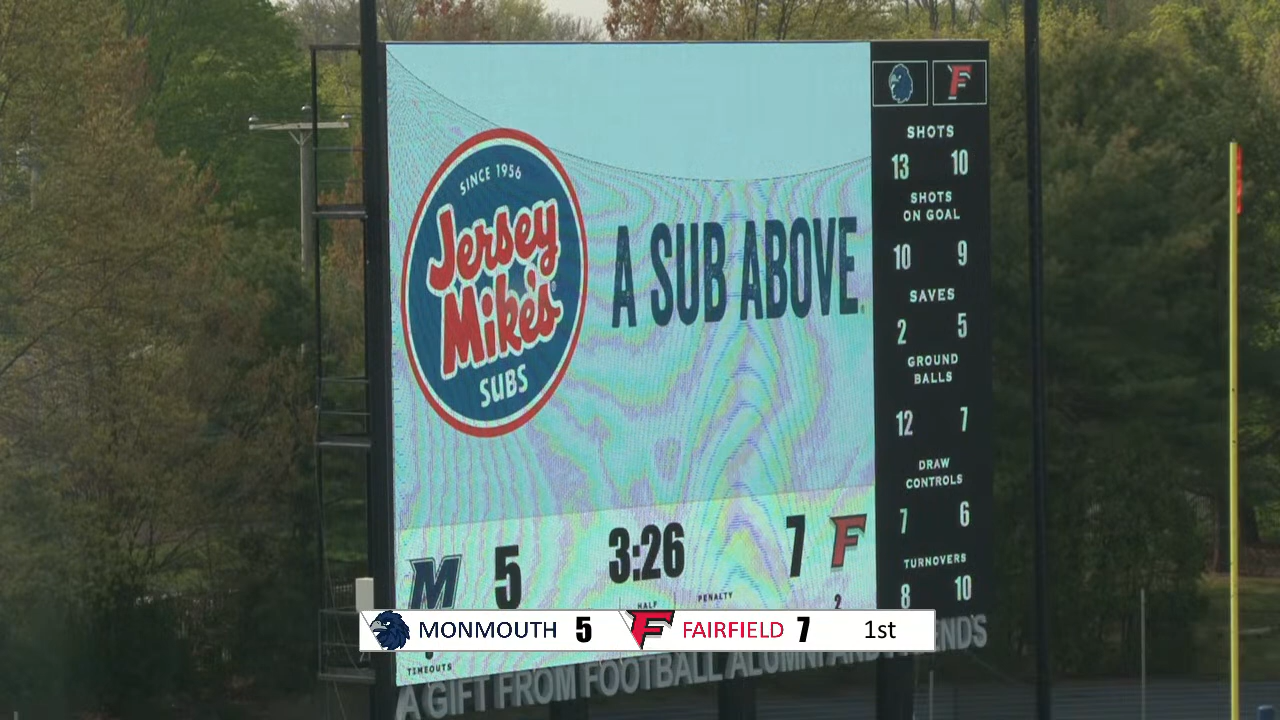 SINCE 1956
Jersey
Mike's
SUBS
A SUB ABOVE.
F
SHOTS
13 10
SHOTS
ON GOAL
10 9
SAVES
2 5
GROUND
BALLS
12 7
DRAW
CONTROLS
7 6
TURNOVERS
8 10
M 5 3:26 7 F
HALF PENALTY 2
MONMOUTH 5 F FAIRFIELD 7 1st
TIMEOUTS
A GIFT FROM FOOTBALL ALUMNI AND